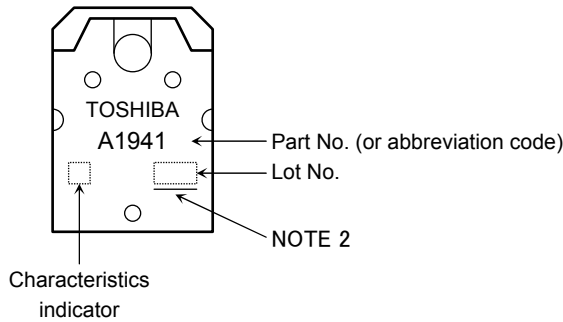 TOSHIBA
A1941
Part No. (or abbreviation code)
Lot No.
NOTE 2
Characteristics
indicator